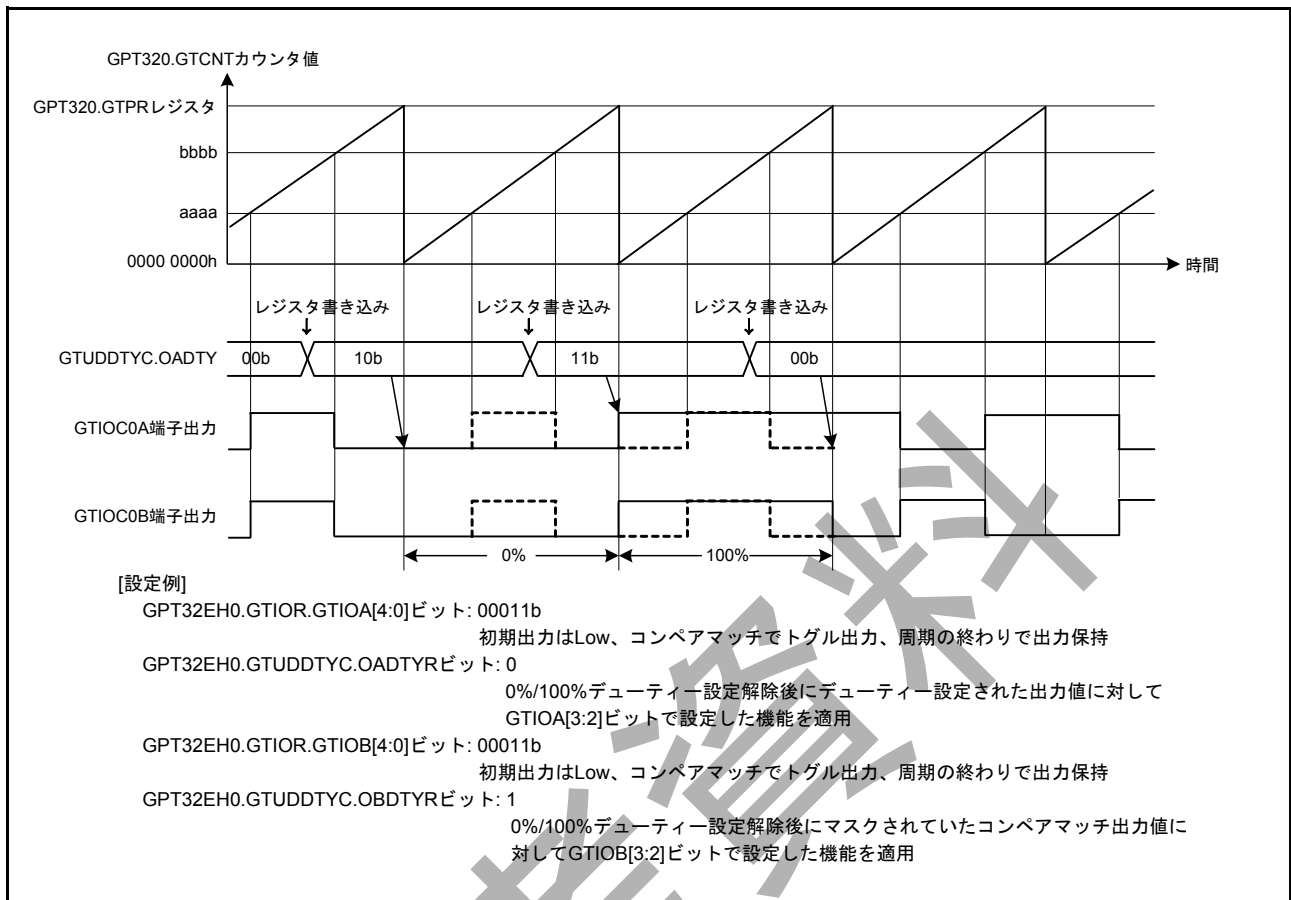 GPT320.GTCNTカウンタ値
GPT320.GTPRレジスタ
bbbb
aaaa
0000 0000h
時間
レジスタ書き込み レジスタ書き込み レジスタ書き込み
GTUDDTYC.OADTY 00b 10b 11b 00b
GTIOC0A端子出力
GTIOC0B端子出力
0% 100%
[設定例]
GPT32EH0.GTIOR.GTIOA[4:0]ビット: 00011b
初期出力はLow、コンペアマッチでトグル出力、周期の終わりで出力保持
GPT32EH0.GTUDDTYC.OADTYRビット: 0
0%/100%デューティー設定解除後にデューティー設定された出力値に対して
GTIOA[3:2]ビットで設定した機能を適用
GPT32EH0.GTIOR.GTIOB[4:0]ビット: 00011b
初期出力はLow、コンペアマッチでトグル出力、周期の終わりで出力保持
GPT32EH0.GTUDDTYC.OBDTYRビット: 1
0%/100%デューティー設定解除後にマスクされていたコンペアマッチ出力値に
対してGTIOB[3:2]ビットで設定した機能を適用
資料